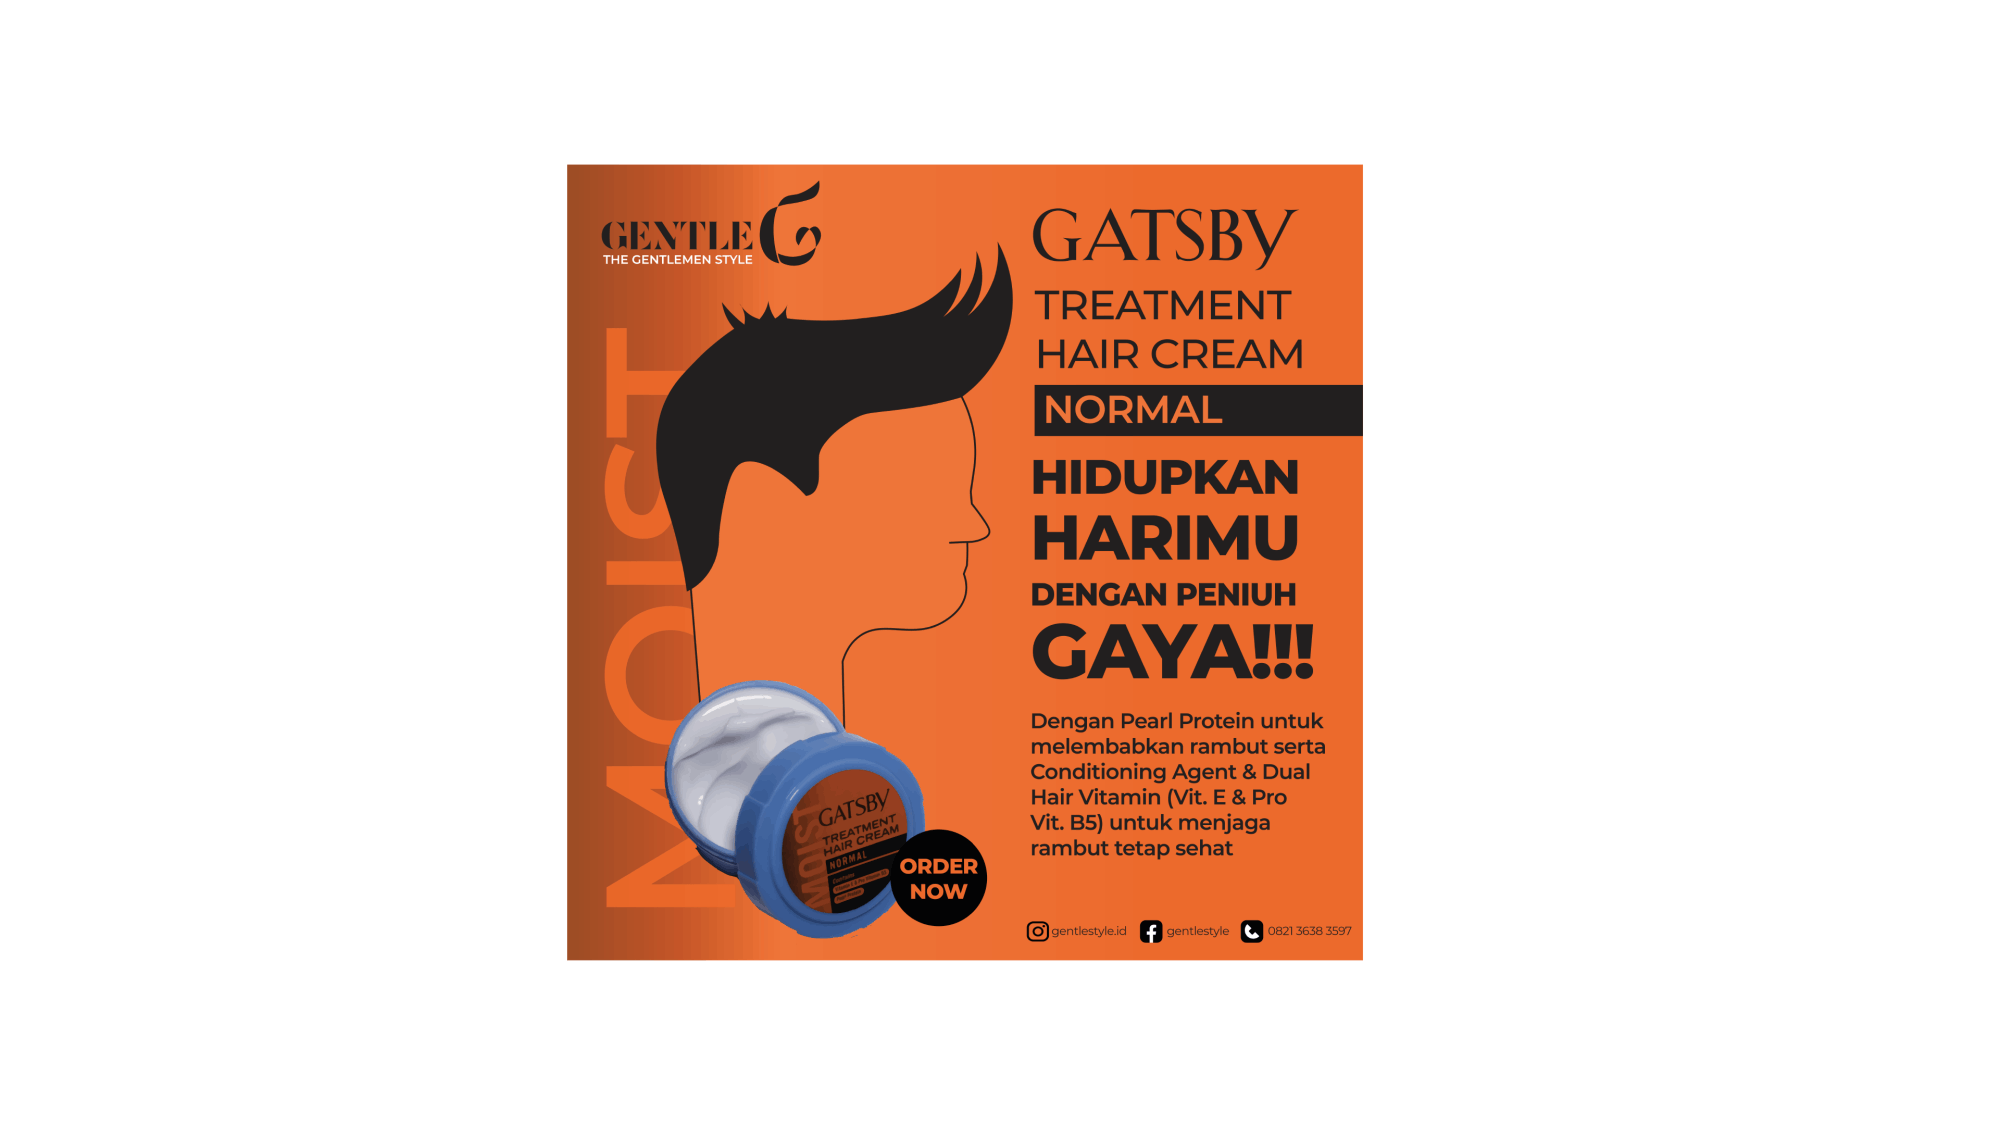 GENTLE
THE GENTLEMEN STYLE
MOIST
GATSBY
TREATMENT
HAIR CREAM
NORMAL
HIDUPKAN
HARIMU
DENGAN PENIUH
GAYA!!!
Dengan Pearl Protein untuk
melembabkan rambut serta
Conditioning Agent & Dual
Hair Vitamin (Vit. E & Pro
Vit. B5) untuk menjaga
rambut tetap sehat
GATSBY
TREATMENT
HAIR CREAM
NORMAL
MOIST
ORDER
NOW
gentlestyle.id
gentlestyle
0821 3638 3597